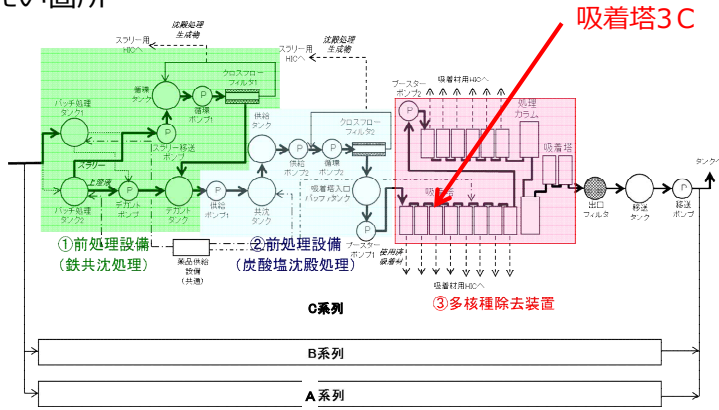 吸着塔3C
沈殿処理
生成物
スラリー用
HICへ
沈殿処理
生成物
スラリー用
HICへ
クロスフロー
フィルタ1
循環
タンク
P
循環
ポンプ1
バッチ処理
タンク1
P
スラリー移送
ポンプ
スラリー
上澄液
バッチ処理
タンク2
P
デカント
ポンプ
デカント
タンク
P
供給
ポンプ1
共沈
タンク
供給
タンク
P
供給
ポンプ2
P
循環
ポンプ2
クロスフロー
フィルタ2
吸着塔入口
バッファタンク
P
ブースター
ポンプ1
ブースター
ポンプ2
P
吸着材用HICへ
処理
カラム
吸着塔
使用済
吸着材
吸着材用HICへ
出口
フィルタ
移送
タンク
P
移送
ポンプ
タンクへ
①前処理設備
(鉄共沈処理)
薬品供給
設備
(共通)
②前処理設備
(炭酸塩沈殿処理)
③多核種除去装置
C系列
B系列
A系列